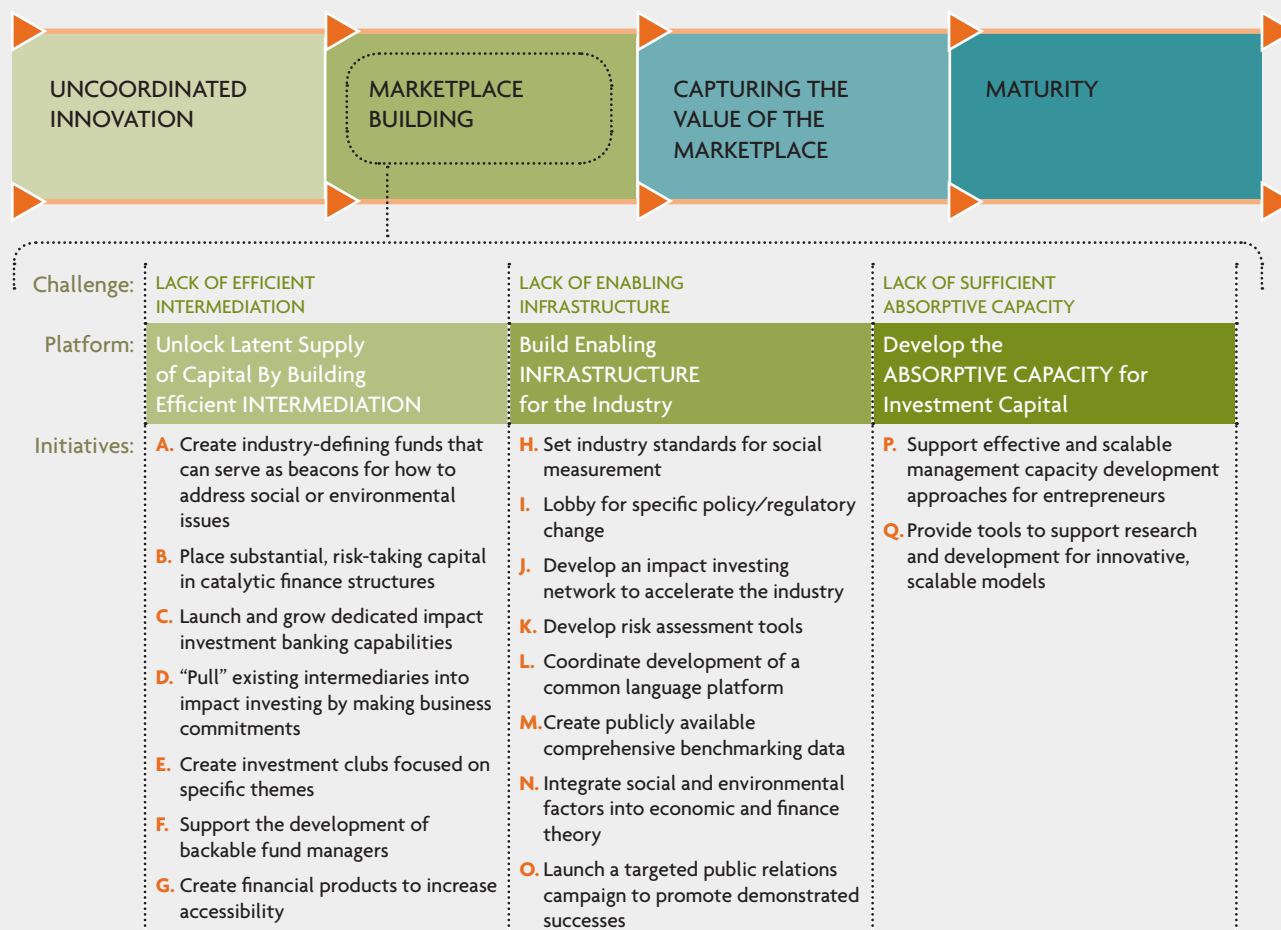 UNCOORDINATED
INNOVATION
MARKETPLACE
BUILDING
CAPTURING THE
VALUE OF THE
MARKETPLACE
MATURITY
Challenge:
LACK OF EFFICIENT
INTERMEDIATION
LACK OF ENABLING
INFRASTRUCTURE
LACK OF SUFFICIENT
ABSORPTIVE CAPACITY
Platform:
Unlock Latent Supply
of Capital By Building
Efficient INTERMEDIATION
Build Enabling
INFRASTRUCTURE
for the Industry
Develop the
ABSORPTIVE CAPACITY for
Investment Capital
Initiatives:
A. Create industry-defining funds that
can serve as beacons for how to
address social or environmental
issues
B. Place substantial, risk-taking capital
in catalytic finance structures
C. Launch and grow dedicated impact
investment banking capabilities
D. “Pull” existing intermediaries into
impact investing by making business
commitments
E. Create investment clubs focused on
specific themes
F. Support the development of
backable fund managers
G. Create financial products to increase
accessibility
H. Set industry standards for social
measurement
I. Lobby for specific policy/regulatory
change
J. Develop an impact investing
network to accelerate the industry
K. Develop risk assessment tools
L. Coordinate development of a
common language platform
M. Create publicly available
comprehensive benchmarking data
N. Integrate social and environmental
factors into economic and finance
theory
O. Launch a targeted public relations
campaign to promote demonstrated
successes
P. Support effective and scalable
management capacity development
approaches for entrepreneurs
Q. Provide tools to support research
and development for innovative,
scalable models